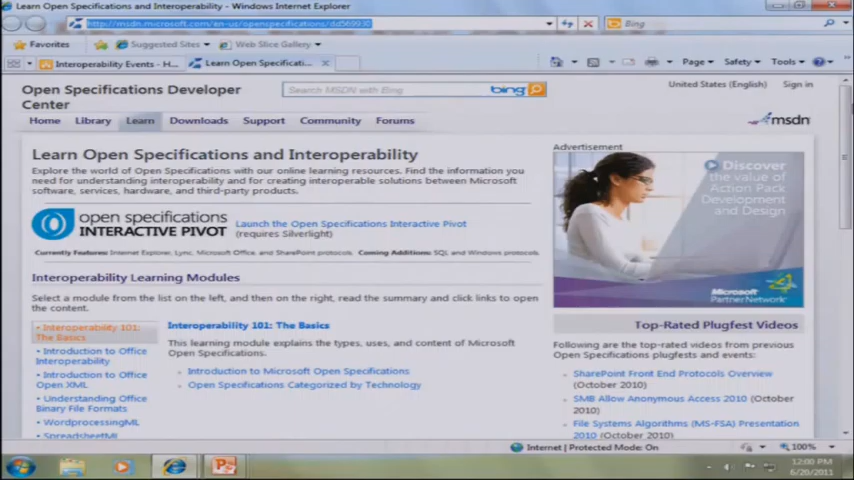 Learn Open Specifications and Interoperability - Windows Internet Explorer
http://msdn.microsoft.com/en-us/openspecifications/dd569930
Bing
Favorites
Suggested Sites
Web Slice Gallery
Interoperability Events - H...
Learn Open Specificati...
Page
Safety
Tools
Open Specifications Developer
Center
Search MSDN with Bing
bing
United States (English)
Sign in
Home Library Learn Downloads Support Community Forums
msdn
Learn Open Specifications and Interoperability
Explore the world of Open Specifications with our online learning resources. Find the information you
need for understanding interoperability and for creating interoperable solutions between Microsoft
software, services, hardware, and third-party products.
open specifications
INTERACTIVE PIVOT
Launch the Open Specifications Interactive Pivot
(requires Silverlight)
Currently Features: Internet Explorer, Lync, Microsoft Office, and SharePoint protocols. Coming Additions: SQL and Windows protocols.
Interoperability Learning Modules
Select a module from the list on the left, and then on the right, read the summary and click links to open
the content.
Interoperability 101:
The Basics
Introduction to Office
Interoperability
Introduction to Office
Open XML
Understanding Office
Binary File Formats
WordprocessingML
SpreadsheetML
Interoperability 101: The Basics
This learning module explains the types, uses, and content of Microsoft
Open Specifications.
Introduction to Microsoft Open Specifications
Open Specifications Categorized by Technology
Advertisement
Discover
the value of
Action Pack
Development
and Design
Microsoft
Partner Network
Top-Rated Plugfest Videos
Following are the top-rated videos from previous
Open Specifications plugfests and events:
SharePoint Front End Protocols Overview
(October 2010)
SMB Allow Anonymous Access 2010 (October
2010)
File Systems Algorithms (MS-FSA) Presentation
2010 (October 2010)
Internet | Protected Mode: On
100%
12:00 PM
6/20/2011